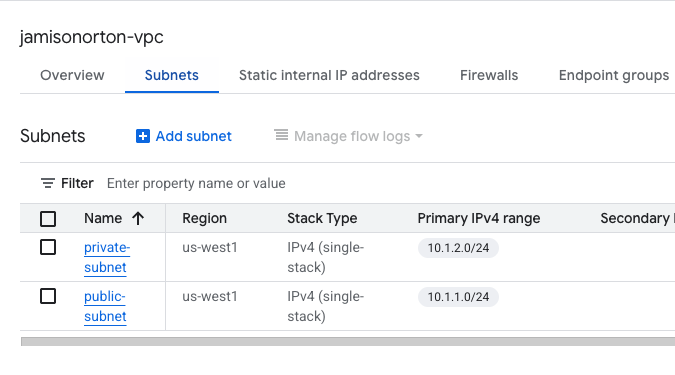 jamisonorton-vpc
Overview Subnets Static internal IP addresses Firewalls Endpoint groups
Subnets Add subnet Manage flow logs
Filter Enter property name or value
Name Region Stack Type Primary IPv4 range Secondary
private- us-west1 IPv4 (single- 10.1.2.0/24
subnet stack)
public- us-west1 IPv4 (single- 10.1.1.0/24
subnet stack)